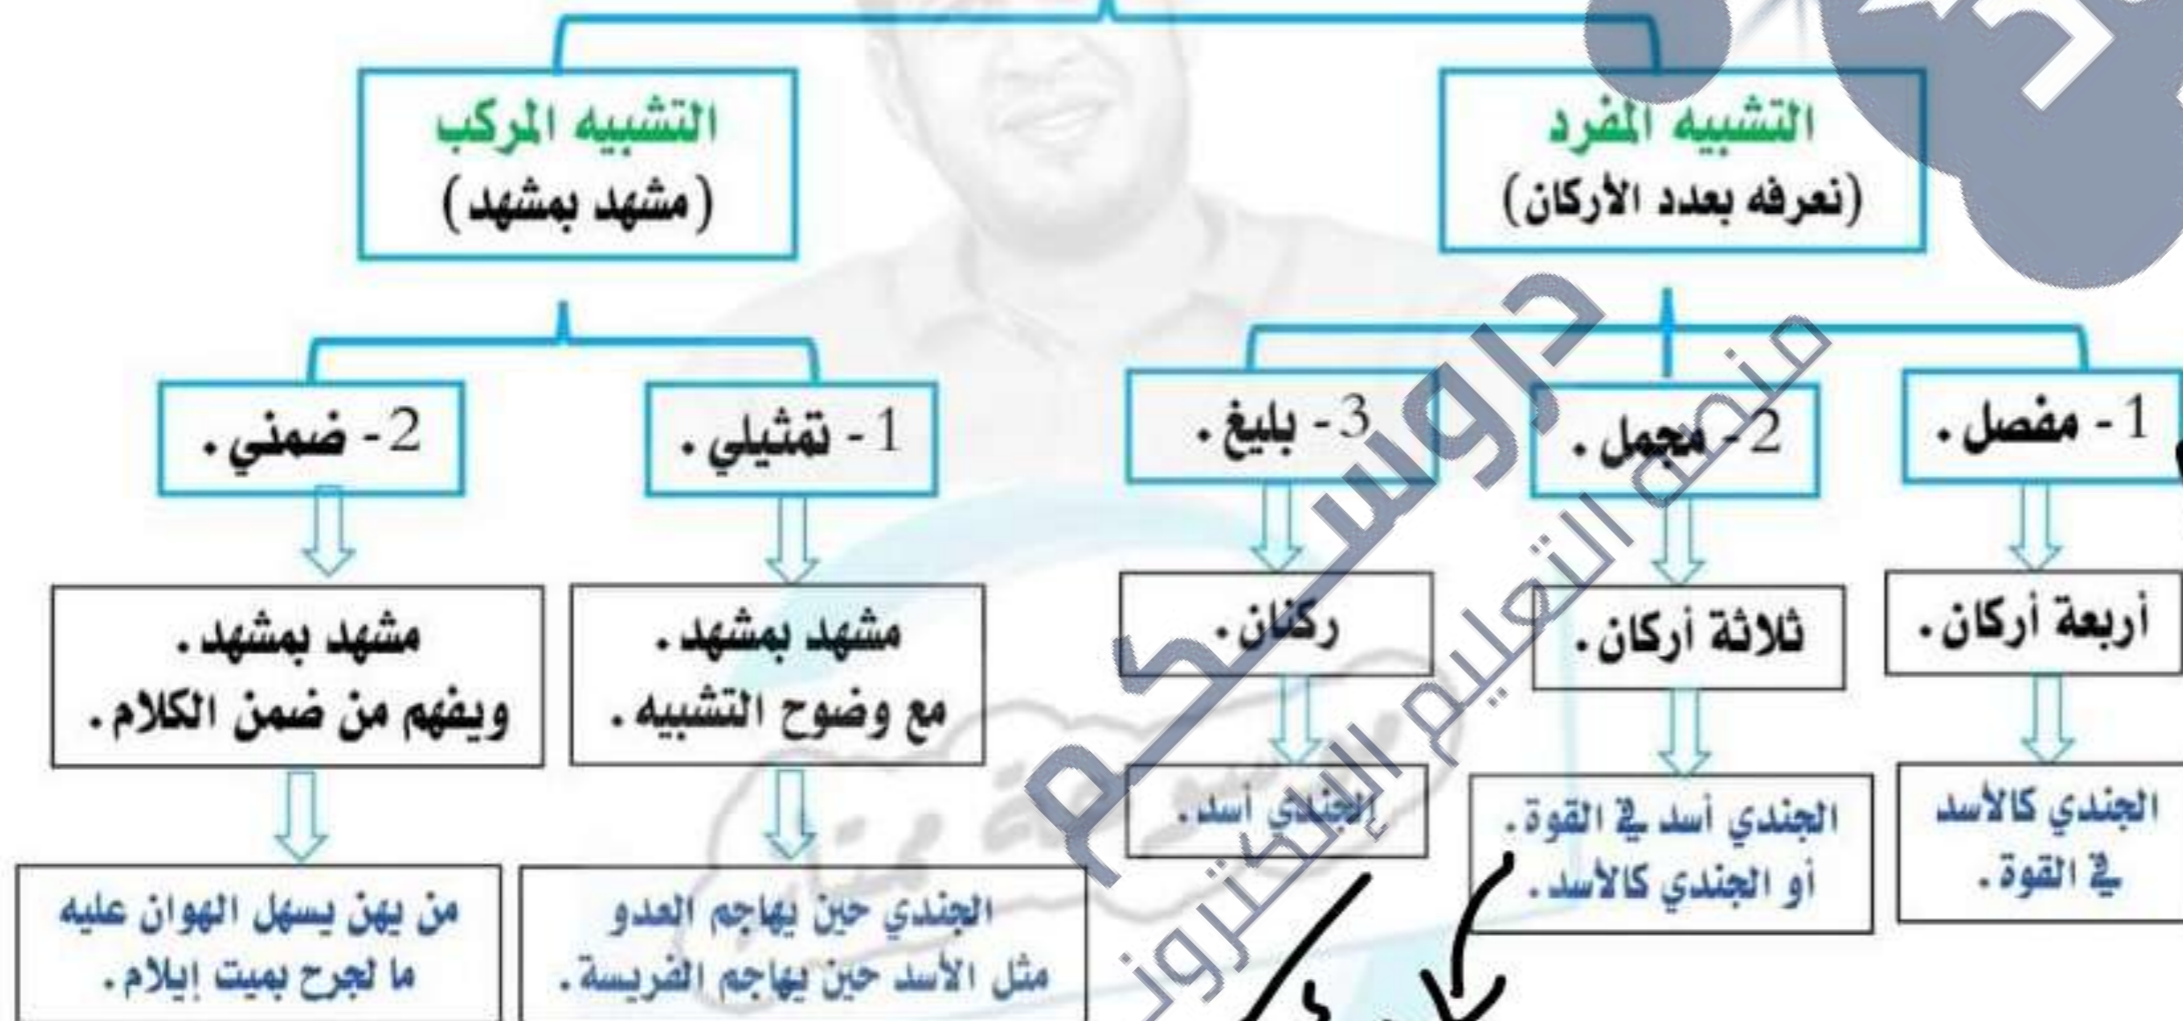 التشبيه المفرد
(نعرفه بعدد الأركان)
التشبيه المركب
(مشهد بمشهد)
1- مفصل.
2- مجمل.
3- بليغ.
1- تمثيلي.
2- ضمني.
أربعة أركان.
ثلاثة أركان.
ركنان.
مشهد بمشهد.
مع وضوح التشبيه.
مشهد بمشهد.
ويفهم من ضمن الكلام.
الجندي كالأسد
في القوة.
الجندي أسد في القوة.
أو الجندي كالأسد.
الجندي أسد.
الجندي حين يهاجم العدو
مثل الأسد حين يهاجم الفريسة.
من يهن يسهل الهوان عليه
ما لجرح بميت إيلام.
دروسكم
منصة التعليم